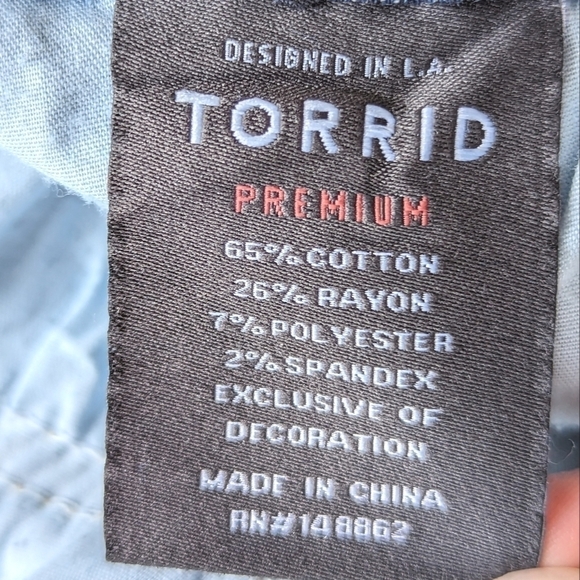 DESIGNED IN L.A.
TORRID
PREMIUM
65% COTTON
26% RAYON
7% POLYESTER
2% SPANDEX
EXCLUSIVE OF
DECORATION
MADE IN CHINA
RN#148862